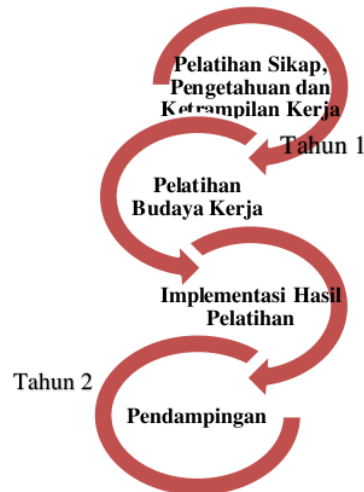 Pelatihan Sikap,
Pengetahuan dan
Ketrampilan Kerja
Tahun 1
Pelatihan
Budaya Kerja
Implementasi Hasil
Pelatihan
Tahun 2
Pendampingan